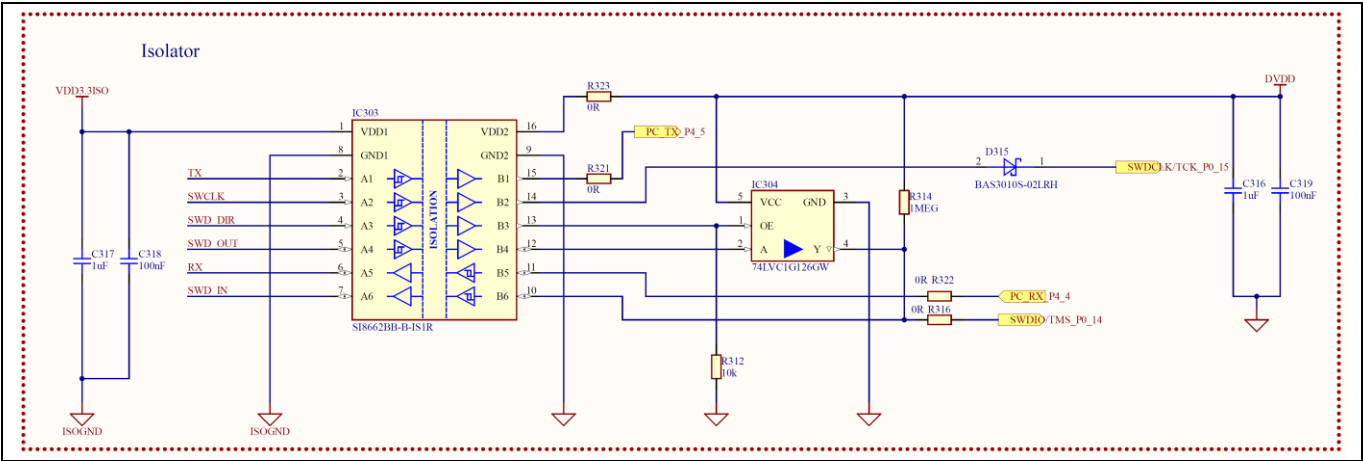 Isolator
VDD3.3ISO
DVDD
R323
0R
IC303
1 VDD1 VDD2 16
PC_TX_P4_5
8 GND1 GND2 9
R321
0R
TX 2 A1 B1 15
D315
2 1
BAS3010S-02LRH
SWDCLK/TCK_P0_15
SWCLK 3 A2 B2 14
IC304
5 VCC GND 3
R314
1MEG
C316
1uF
C319
100nF
SWD_DIR 4 A3 B3 13
1 OE
ISOLATION
SWD_OUT 5 A4 B4 12
2 A Y 4
74LVC1G126GW
C317
1uF
C318
100nF
RX 6 A5 B5 11
0R R322
PC_RX_P4_4
SWD_IN 7 A6 B6 10
0R R316
SWDIO/TMS_P0_14
SI8662BB-B-IS1R
R312
10k
ISOGND
ISOGND